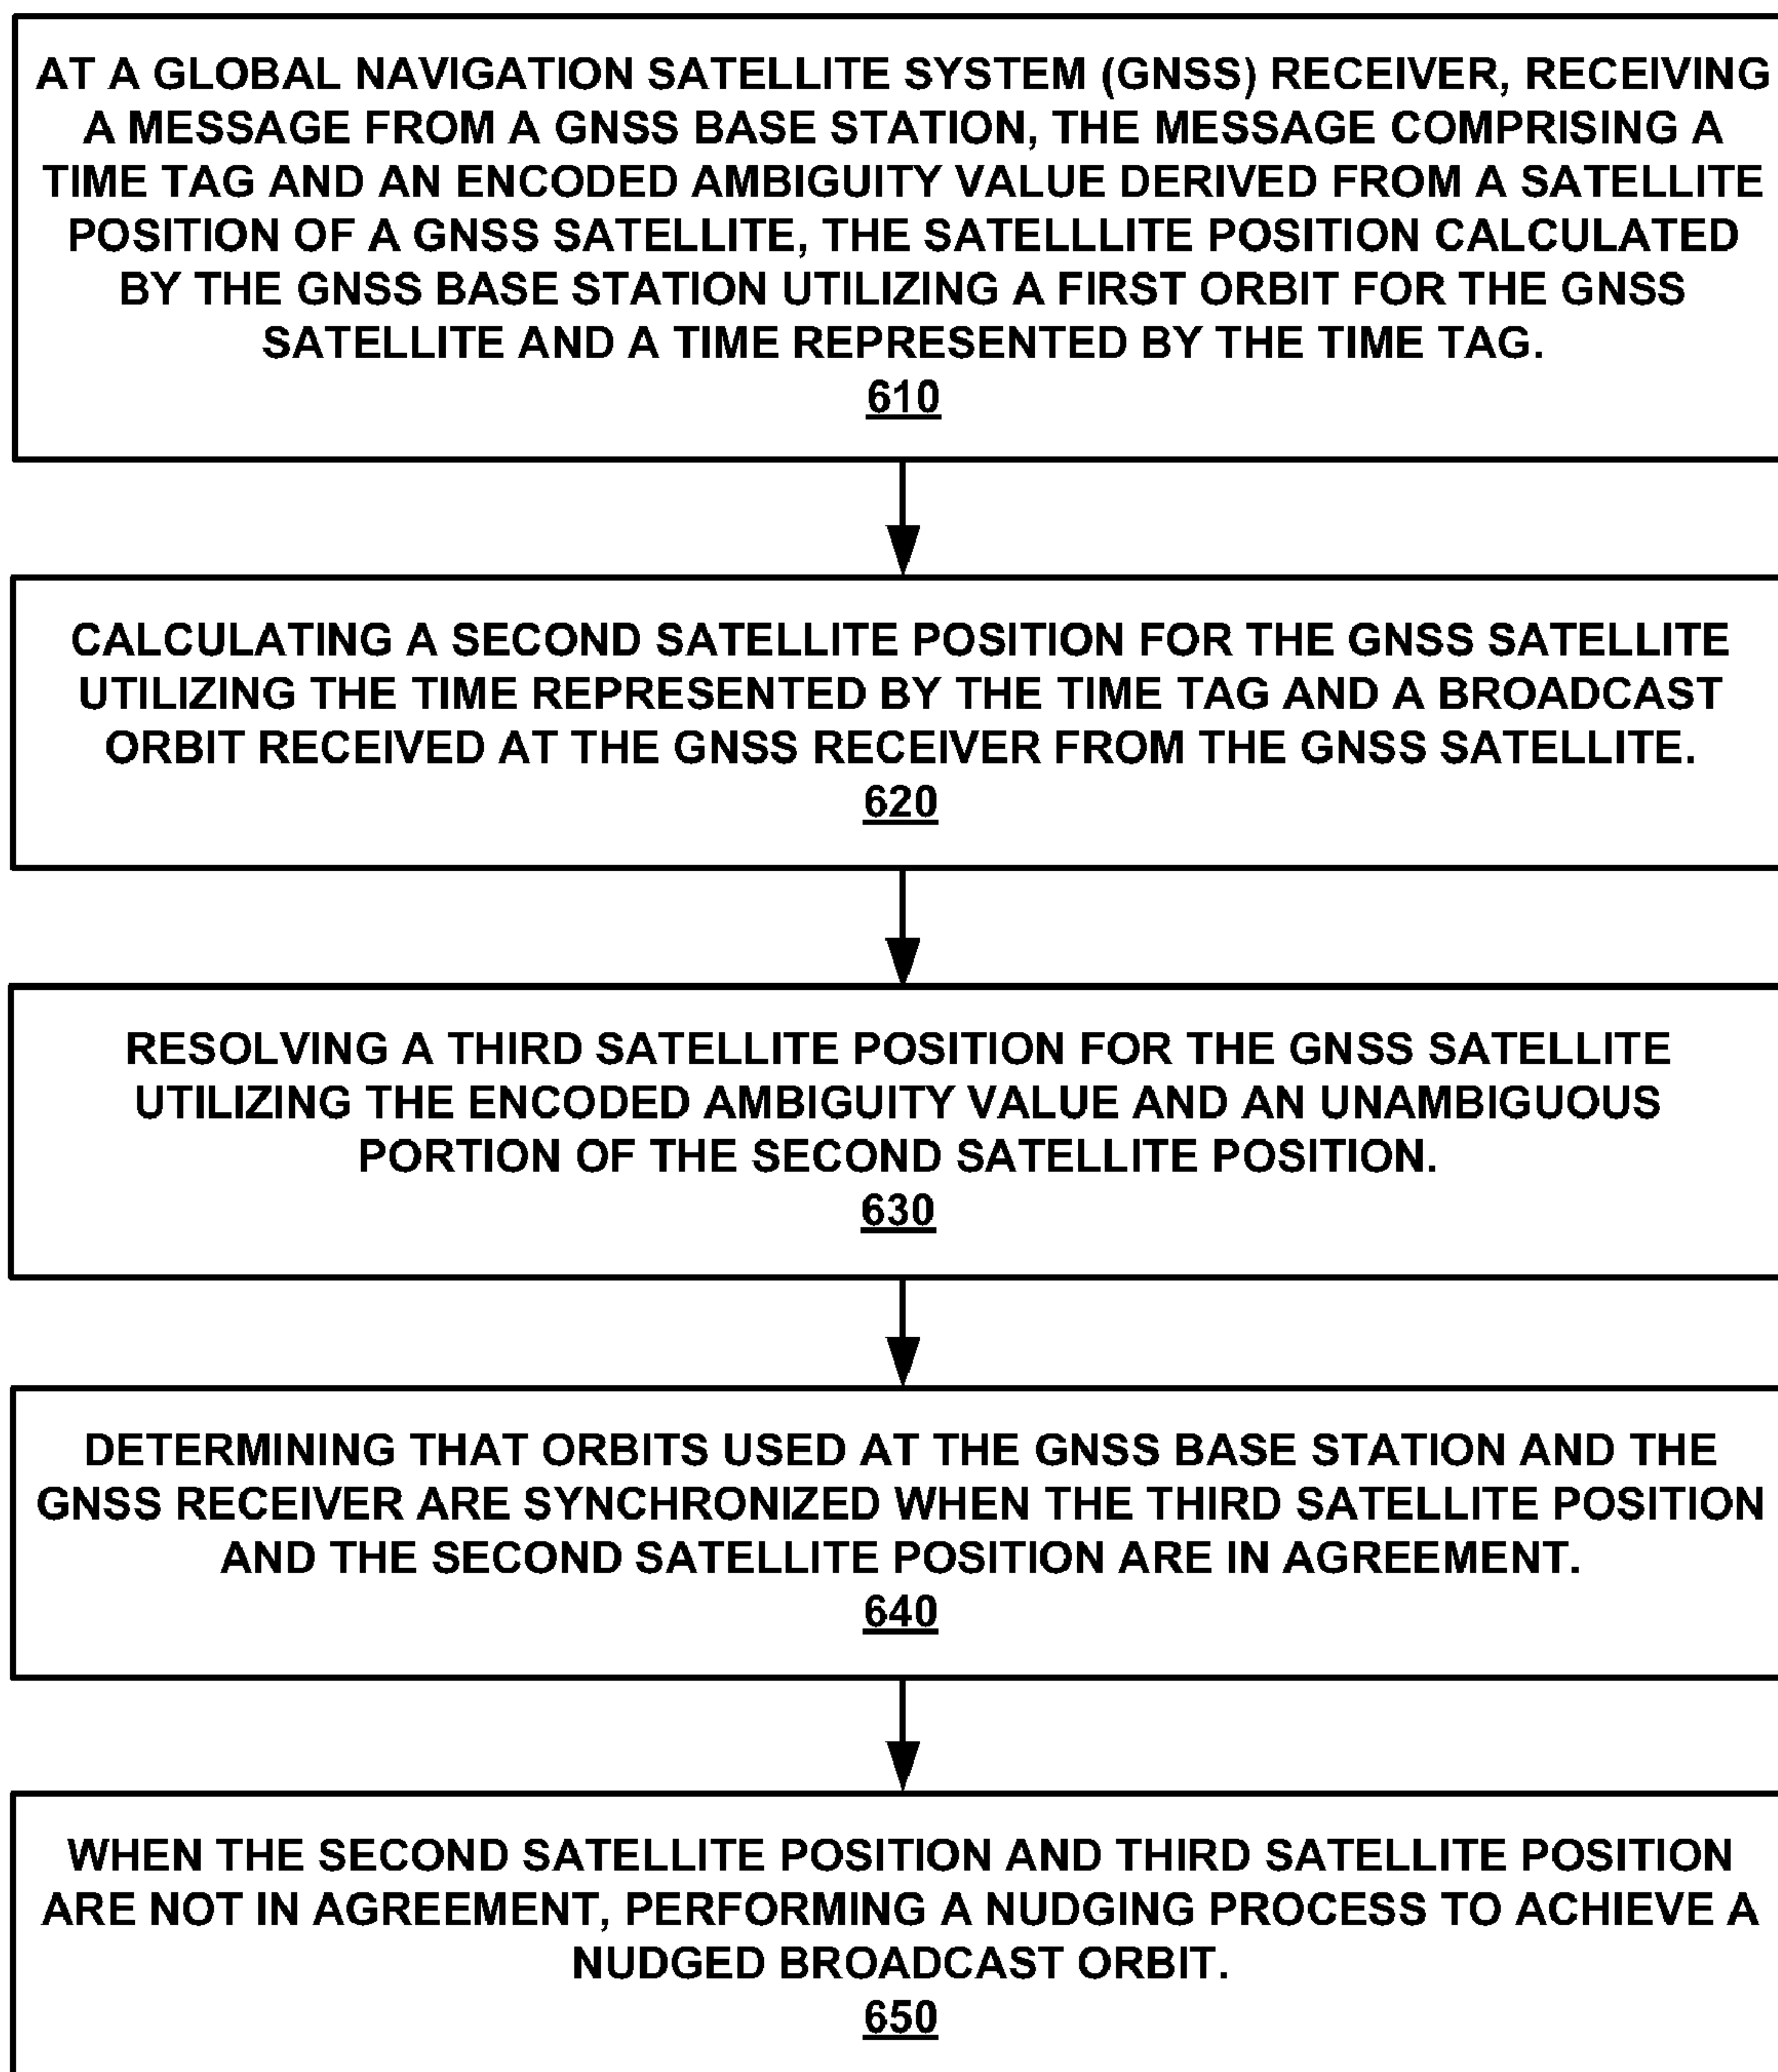 AT A GLOBAL NAVIGATION SATELLITE SYSTEM (GNSS) RECEIVER, RECEIVING
A MESSAGE FROM A GNSS BASE STATION, THE MESSAGE COMPRISING A
TIME TAG AND AN ENCODED AMBIGUITY VALUE DERIVED FROM A SATELLITE
POSITION OF A GNSS SATELLITE, THE SATELLLITE POSITION CALCULATED
BY THE GNSS BASE STATION UTILIZING A FIRST ORBIT FOR THE GNSS
SATELLITE AND A TIME REPRESENTED BY THE TIME TAG.
610
CALCULATING A SECOND SATELLITE POSITION FOR THE GNSS SATELLITE
UTILIZING THE TIME REPRESENTED BY THE TIME TAG AND A BROADCAST
ORBIT RECEIVED AT THE GNSS RECEIVER FROM THE GNSS SATELLITE.
620
RESOLVING A THIRD SATELLITE POSITION FOR THE GNSS SATELLITE
UTILIZING THE ENCODED AMBIGUITY VALUE AND AN UNAMBIGUOUS
PORTION OF THE SECOND SATELLITE POSITION.
630
DETERMINING THAT ORBITS USED AT THE GNSS BASE STATION AND THE
GNSS RECEIVER ARE SYNCHRONIZED WHEN THE THIRD SATELLITE POSITION
AND THE SECOND SATELLITE POSITION ARE IN AGREEMENT.
640
WHEN THE SECOND SATELLITE POSITION AND THIRD SATELLITE POSITION
ARE NOT IN AGREEMENT, PERFORMING A NUDGING PROCESS TO ACHIEVE A
NUDGED BROADCAST ORBIT.
650